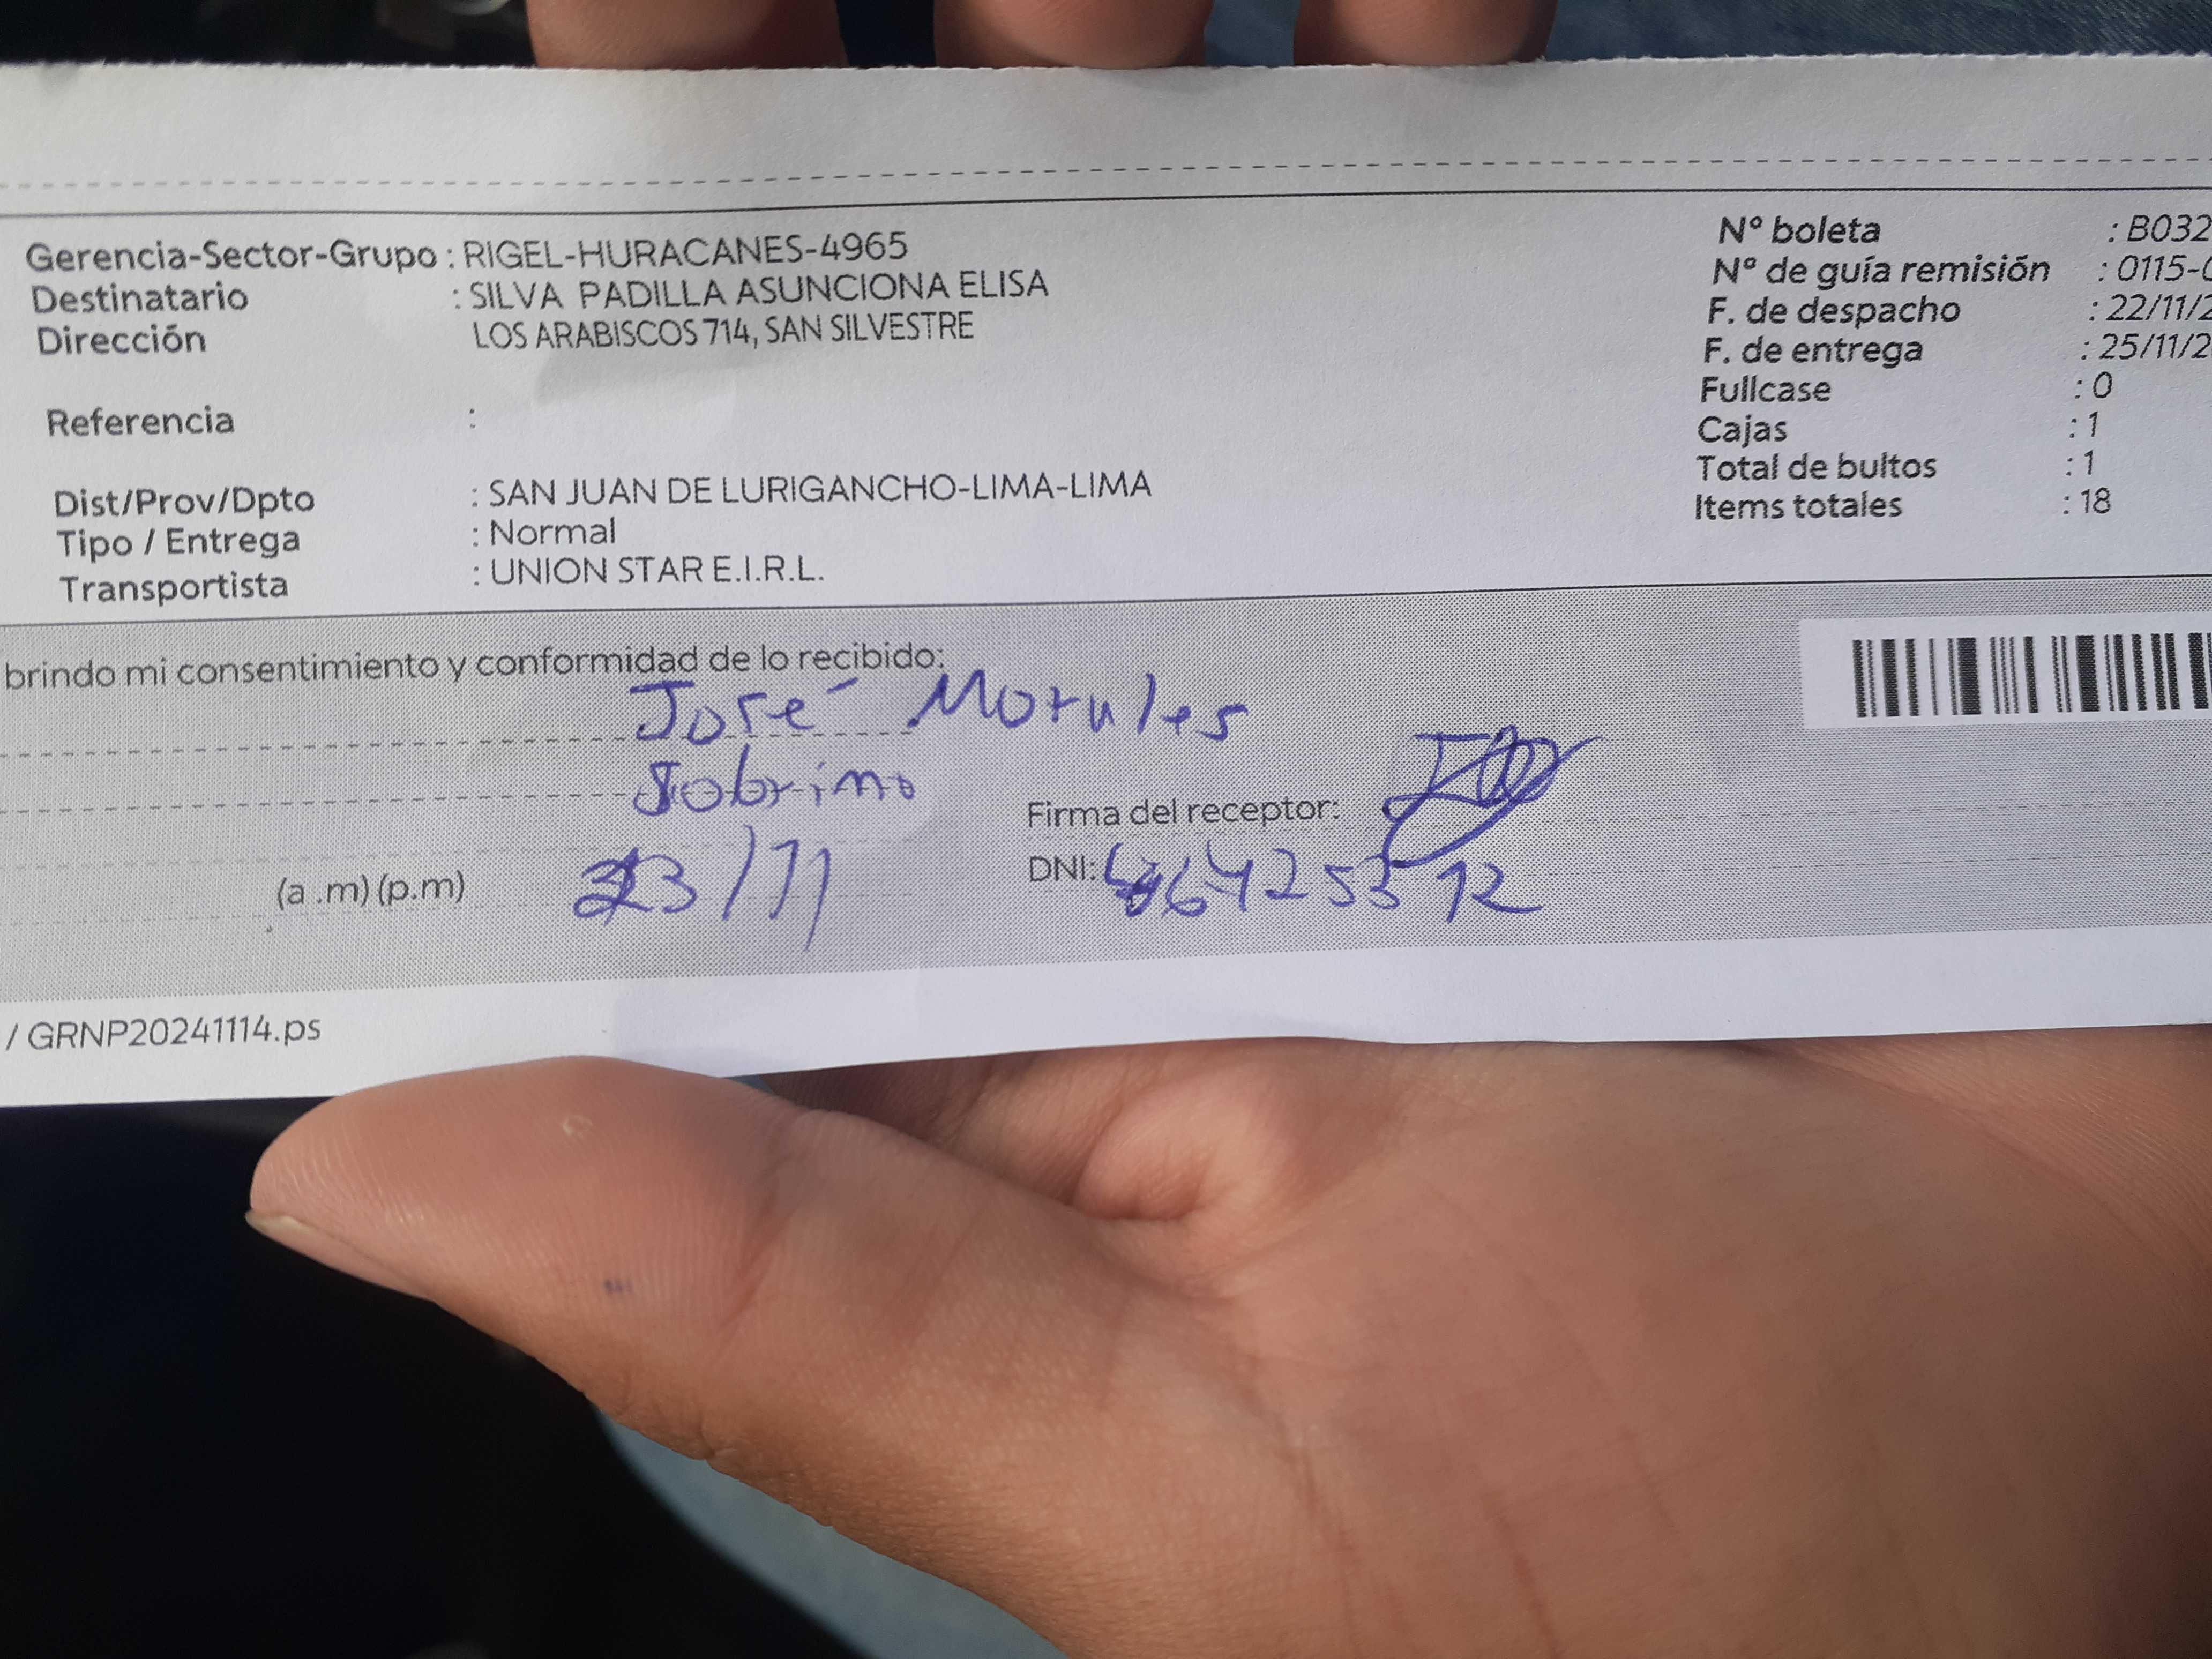 Gerencia-Sector-Grupo : RIGEL-HURACANES-4965
Destinatario : SILVA PADILLA ASUNCIONA ELISA
Dirección LOS ARABISCOS 714, SAN SILVESTRE
Referencia :
Dist/Prov/Dpto : SAN JUAN DE LURIGANCHO-LIMA-LIMA
Tipo / Entrega : Normal
Transportista : UNION STAR E.I.R.L.
Nº boleta : B032
Nº de guía remisión : 0115-
F. de despacho : 22/11/2
F. de entrega : 25/11/2
Fullcase : 0
Cajas : 1
Total de bultos : 1
Items totales : 18
brindo mi consentimiento y conformidad de lo recibido:
José Morales
Sobrino
Firma del receptor:
(a .m) (p.m) 23/11
DNI:
/ GRNP20241114.ps